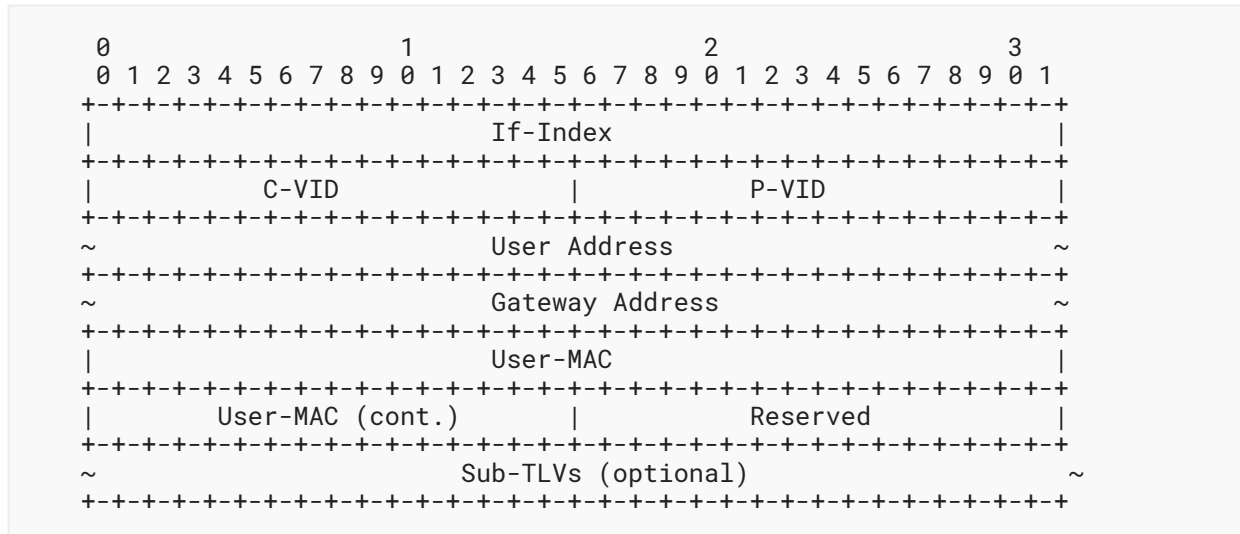 0                   1                   2                   3
 0 1 2 3 4 5 6 7 8 9 0 1 2 3 4 5 6 7 8 9 0 1 2 3 4 5 6 7 8 9 0 1
+-+-+-+-+-+-+-+-+-+-+-+-+-+-+-+-+-+-+-+-+-+-+-+-+-+-+-+-+-+-+-+-+
|                          If-Index                             |
+-+-+-+-+-+-+-+-+-+-+-+-+-+-+-+-+-+-+-+-+-+-+-+-+-+-+-+-+-+-+-+-+
|           C-VID               |           P-VID               |
+-+-+-+-+-+-+-+-+-+-+-+-+-+-+-+-+-+-+-+-+-+-+-+-+-+-+-+-+-+-+-+-+
~                          User Address                         ~
+-+-+-+-+-+-+-+-+-+-+-+-+-+-+-+-+-+-+-+-+-+-+-+-+-+-+-+-+-+-+-+-+
~                          Gateway Address                      ~
+-+-+-+-+-+-+-+-+-+-+-+-+-+-+-+-+-+-+-+-+-+-+-+-+-+-+-+-+-+-+-+-+
|                          User-MAC                             |
+-+-+-+-+-+-+-+-+-+-+-+-+-+-+-+-+-+-+-+-+-+-+-+-+-+-+-+-+-+-+-+-+
|        User-MAC (cont.)       |           Reserved            |
+-+-+-+-+-+-+-+-+-+-+-+-+-+-+-+-+-+-+-+-+-+-+-+-+-+-+-+-+-+-+-+-+
~                        Sub-TLVs (optional)                     ~
+-+-+-+-+-+-+-+-+-+-+-+-+-+-+-+-+-+-+-+-+-+-+-+-+-+-+-+-+-+-+-+-+